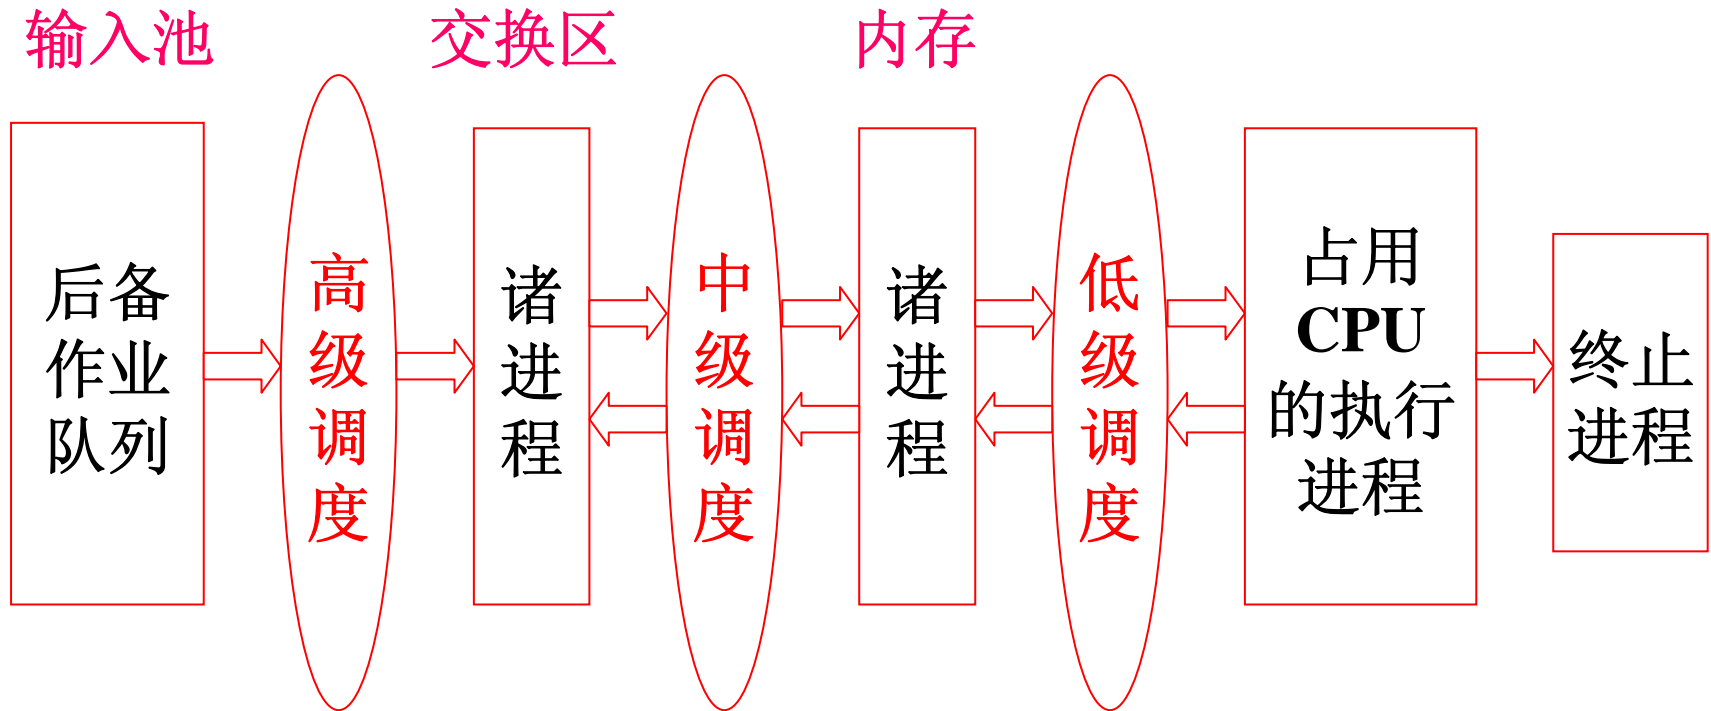 输入池
交换区
内存
后备
作业
队列
高
级
调
度
诸
进
程
中
级
调
度
诸
进
程
低
级
调
度
占用
CPU
的执行
进程
终止
进程